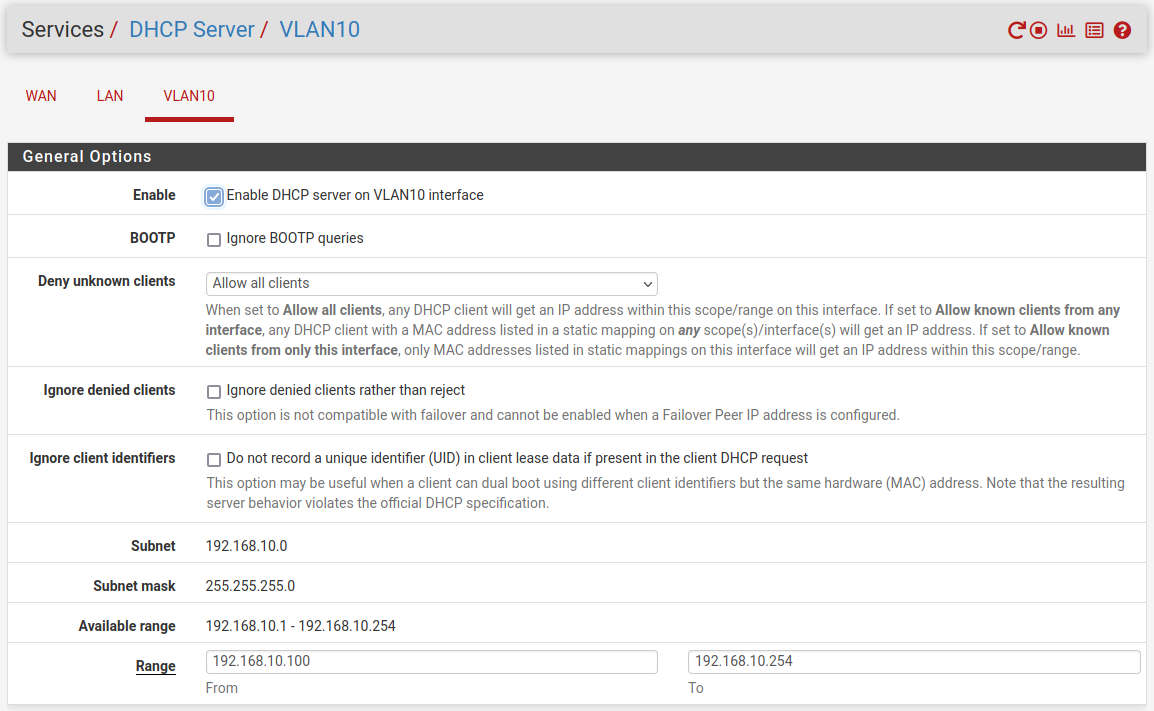 Services / DHCP Server / VLAN10
WAN LAN VLAN10
General Options
Enable Enable DHCP server on VLAN10 interface
BOOTP Ignore BOOTP queries
Deny unknown clients Allow all clients
When set to Allow all clients, any DHCP client will get an IP address within this scope/range on this interface. If set to Allow known clients from any
interface, any DHCP client with a MAC address listed in a static mapping on any scope(s)/interface(s) will get an IP address. If set to Allow known
clients from only this interface, only MAC addresses listed in static mappings on this interface will get an IP address within this scope/range.
Ignore denied clients Ignore denied clients rather than reject
This option is not compatible with failover and cannot be enabled when a Failover Peer IP address is configured.
Ignore client identifiers Do not record a unique identifier (UID) in client lease data if present in the client DHCP request
This option may be useful when a client can dual boot using different client identifiers but the same hardware (MAC) address. Note that the resulting
server behavior violates the official DHCP specification.
Subnet 192.168.10.0
Subnet mask 255.255.255.0
Available range 192.168.10.1 - 192.168.10.254
Range 192.168.10.100 192.168.10.254
From To